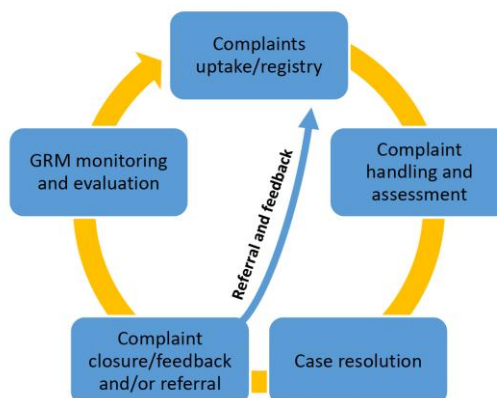 Complaints
uptake/registry
Complaint
handling and
assessment
Case resolution
Complaint
closure/feedback
and/or referral
GRM monitoring
and evaluation
Referral and feedback